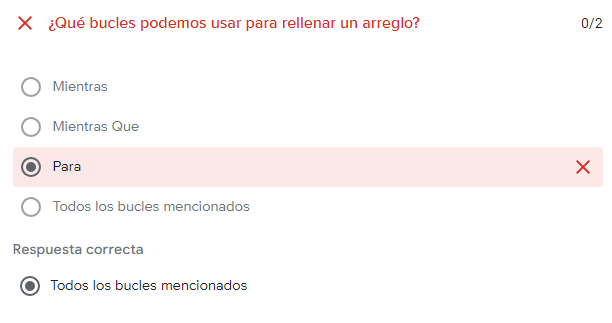 ¿Qué bucles podemos usar para rellenar un arreglo? 0/2
Mientras
Mientras Que
Para
Todos los bucles mencionados
Respuesta correcta
Todos los bucles mencionados